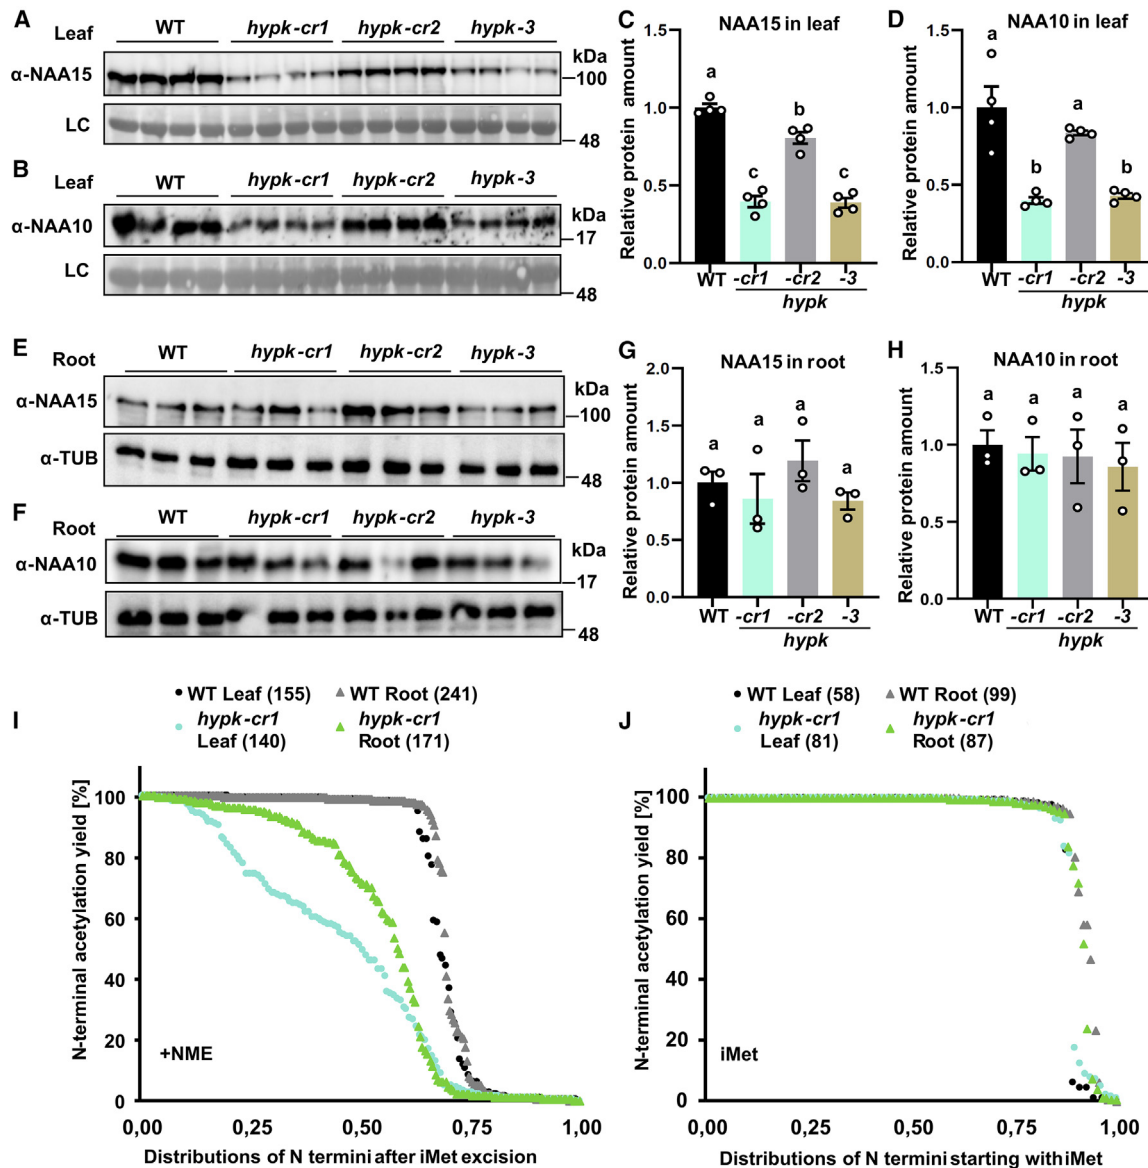 A
Leaf WT hypk-cr1 hypk-cr2 hypk-3
kDa
α-NAA15 100
LC 48
B
Leaf WT hypk-cr1 hypk-cr2 hypk-3
kDa
α-NAA10 17
LC 48
C
NAA15 in leaf
Relative protein amount
1.5
1.0
0.5
0.0
a c b c
WT -cr1 -cr2 -3
hypk
D
NAA10 in leaf
Relative protein amount
1.5
1.0
0.5
0.0
a b a b
WT -cr1 -cr2 -3
hypk
E
Root WT hypk-cr1 hypk-cr2 hypk-3
kDa
α-NAA15 100
α-TUB 48
F
Root WT hypk-cr1 hypk-cr2 hypk-3
kDa
α-NAA10 17
α-TUB 48
G
NAA15 in root
Relative protein amount
2.0
1.5
1.0
0.5
0.0
a a a a
WT -cr1 -cr2 -3
hypk
H
NAA10 in root
Relative protein amount
1.5
1.0
0.5
0.0
a a a a
WT -cr1 -cr2 -3
hypk
I
WT Leaf (155) WT Root (241)
hypk-cr1 Leaf (140) hypk-cr1 Root (171)
N-terminal acetylation yield [%]
100
80
60
40
20
0
+NME
0,00 0,25 0,50 0,75 1,00
Distributions of N termini after iMet excision
J
WT Leaf (58) WT Root (99)
hypk-cr1 Leaf (81) hypk-cr1 Root (87)
N-terminal acetylation yield [%]
100
80
60
40
20
0
iMet
0,00 0,25 0,50 0,75 1,00
Distributions of N termini starting with iMet